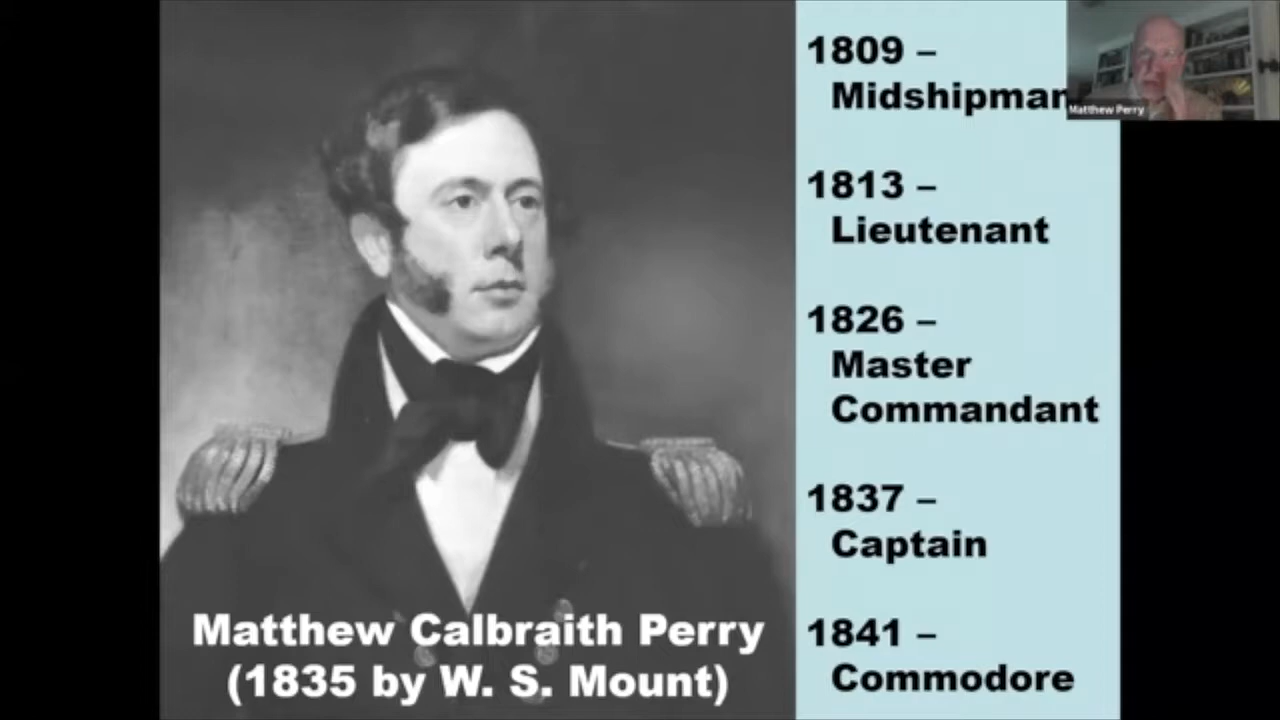 Matthew Calbraith Perry
(1835 by W. S. Mount)
1809 –
Midshipman
1813 –
Lieutenant
1826 –
Master
Commandant
1837 –
Captain
1841 –
Commodore
Matthew Perry